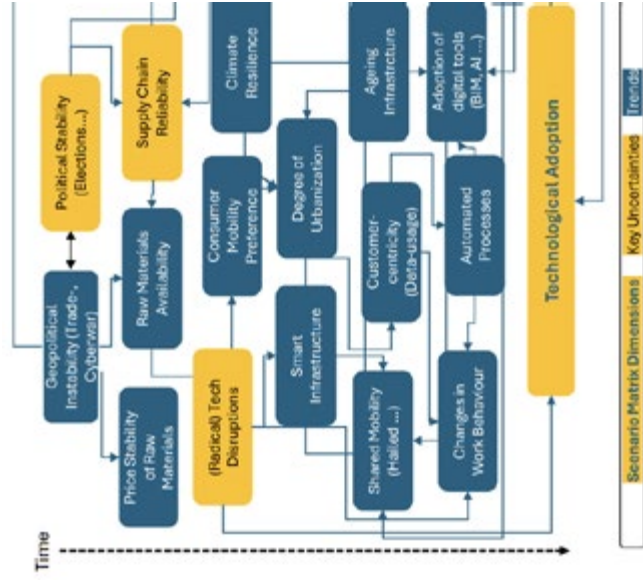 Time
Geopolitical
Instability (Trade-,
Cyberwar)
Political Stability
(Elections...)
Price Stability
of Raw
Materials
Raw Materials
Availability
Supply Chain
Reliability
(Radical) Tech
Disruptions
Consumer
Mobility
Preference
Climate
Resilience
Smart
Infrastructure
Degree of
Urbanization
Shared Mobility
(Hailed ...)
Customer-
centricity
(Data-usage)
Ageing
Infrastrcture
Changes in
Work Behaviour
Automated
Processes
Adoption of
digital tools
(BIM, AI ...)
Technological Adoption
Scenario Matrix Dimensions
Key Uncertainties
Trends